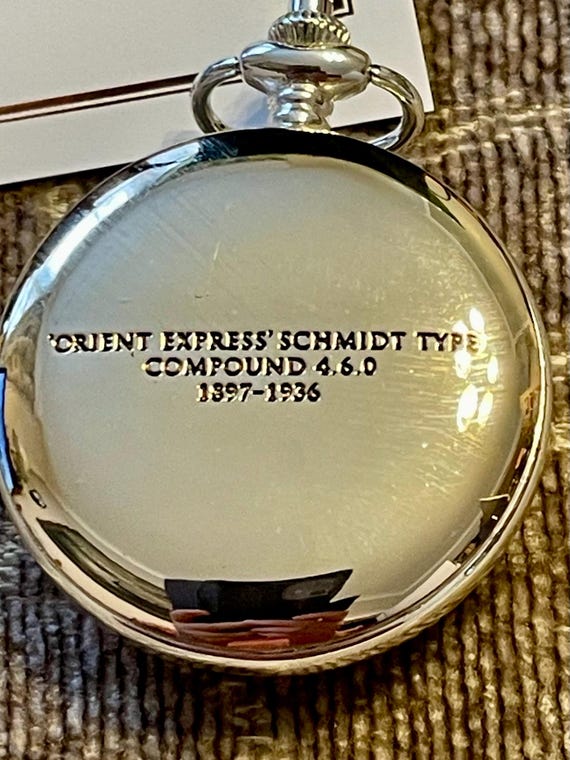 'ORIENT EXPRESS' SCHMIDT TYPE
COMPOUND 4.6.0
1897-1936